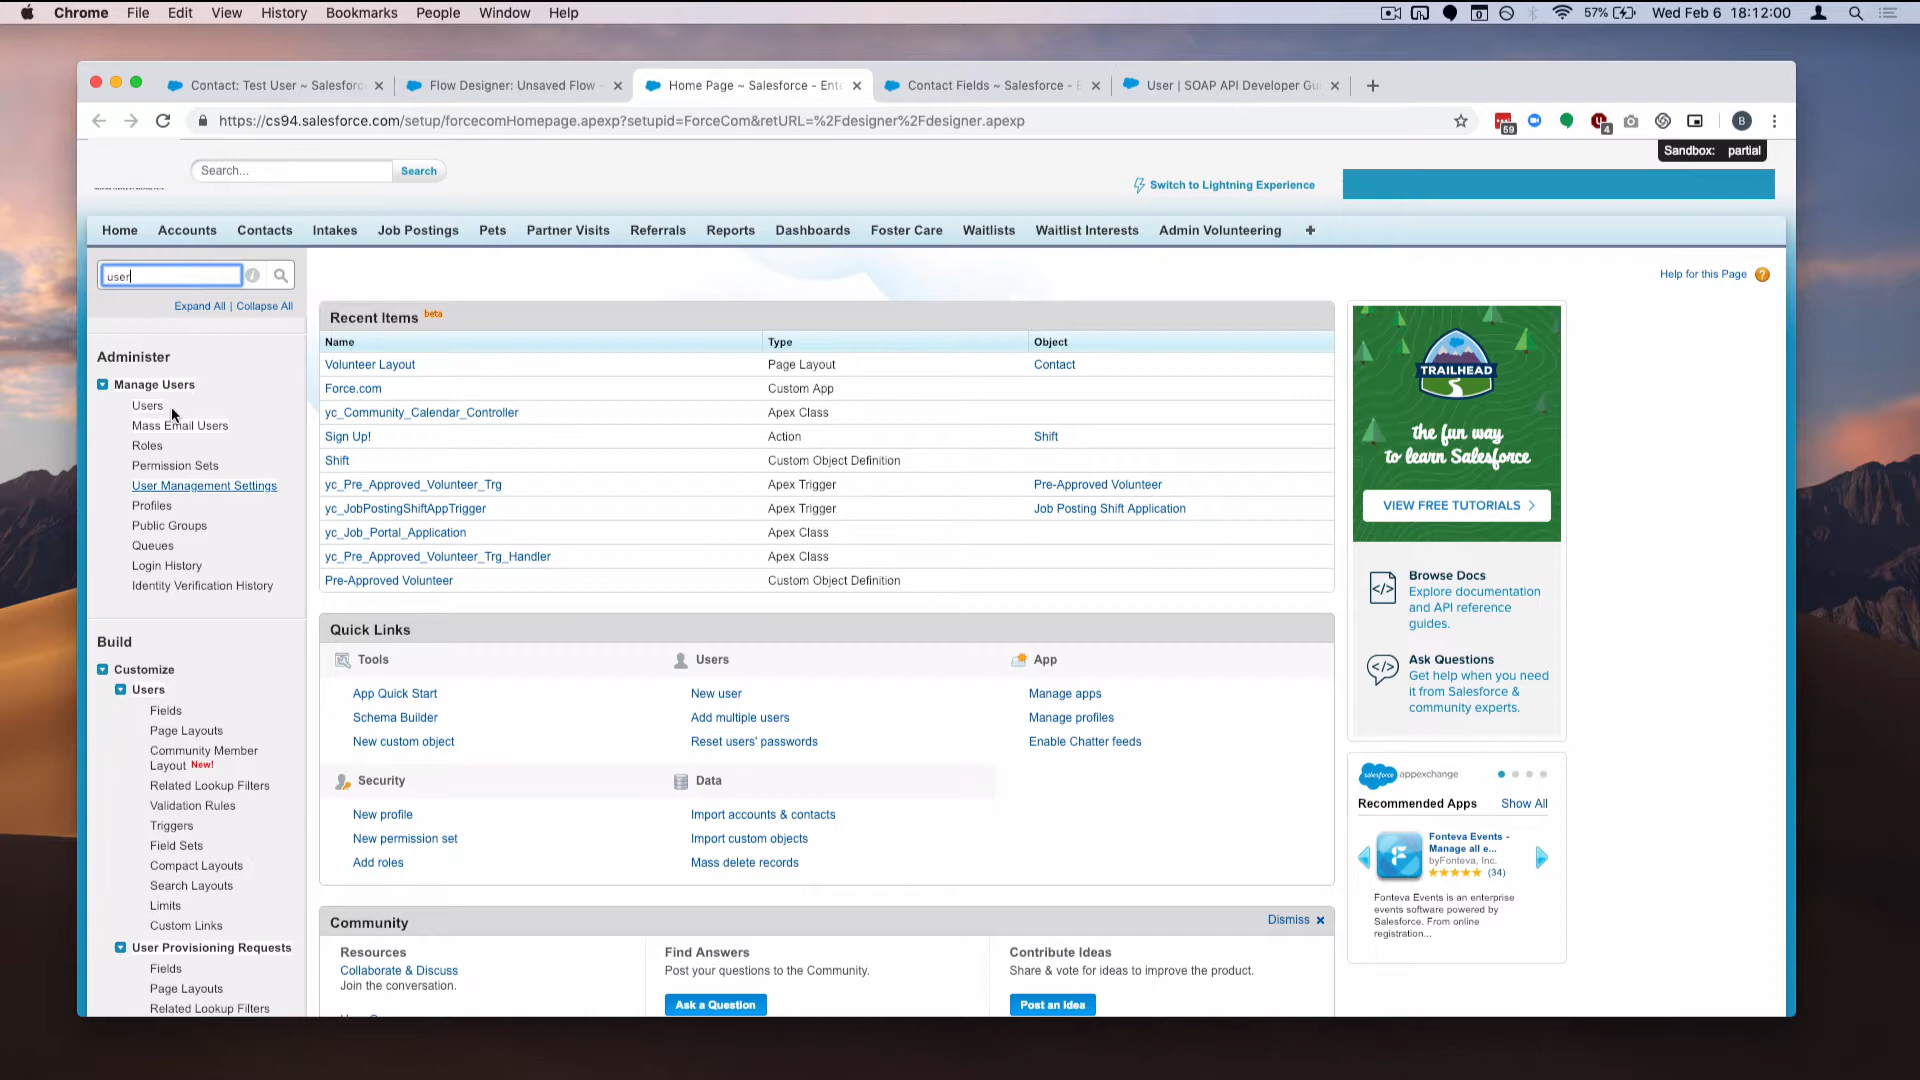 Chrome File Edit View History Bookmarks People Window Help
57% Wed Feb 6 18:12:00
Contact: Test User ~ Salesforc
Flow Designer: Unsaved Flow -
Home Page ~ Salesforce - Ente
Contact Fields ~ Salesforce - E
User | SOAP API Developer Gu
https://cs94.salesforce.com/setup/forcecomHomepage.apexp?setupid=ForceCom&retURL=%2Fdesigner%2Fdesigner.apexp
59
4
B
Sandbox: partial
Search...
Search
Switch to Lightning Experience
Home Accounts Contacts Intakes Job Postings Pets Partner Visits Referrals Reports Dashboards Foster Care Waitlists Waitlist Interests Admin Volunteering +
user
Expand All | Collapse All
Administer
Manage Users
Users
Mass Email Users
Roles
Permission Sets
User Management Settings
Profiles
Public Groups
Queues
Login History
Identity Verification History
Build
Customize
Users
Fields
Page Layouts
Community Member
Layout New!
Related Lookup Filters
Validation Rules
Triggers
Field Sets
Compact Layouts
Search Layouts
Limits
Custom Links
User Provisioning Requests
Fields
Page Layouts
Related Lookup Filters
Help for this Page ?
Recent Items beta
Name Type Object
Volunteer Layout Page Layout Contact
Force.com Custom App
yc_Community_Calendar_Controller Apex Class
Sign Up! Action Shift
Shift Custom Object Definition
yc_Pre_Approved_Volunteer_Trg Apex Trigger Pre-Approved Volunteer
yc_JobPostingShiftAppTrigger Apex Trigger Job Posting Shift Application
yc_Job_Portal_Application Apex Class
yc_Pre_Approved_Volunteer_Trg_Handler Apex Class
Pre-Approved Volunteer Custom Object Definition
Quick Links
Tools
App Quick Start
Schema Builder
New custom object
Users
New user
Add multiple users
Reset users' passwords
App
Manage apps
Manage profiles
Enable Chatter feeds
Security
New profile
New permission set
Add roles
Data
Import accounts & contacts
Import custom objects
Mass delete records
Community
Dismiss
Resources
Collaborate & Discuss
Join the conversation.
Find Answers
Post your questions to the Community.
Ask a Question
Contribute Ideas
Share & vote for ideas to improve the product.
Post an Idea
TRAILHEAD
the fun way
to learn Salesforce
VIEW FREE TUTORIALS
Browse Docs
Explore documentation
and API reference
guides.
Ask Questions
Get help when you need
it from Salesforce &
community experts.
salesforce appexchange
Recommended Apps Show All
Fonteva Events -
Manage all e...
byFonteva, Inc.
(34)
Fonteva Events is an enterprise
events software powered by
Salesforce. From online
registration...